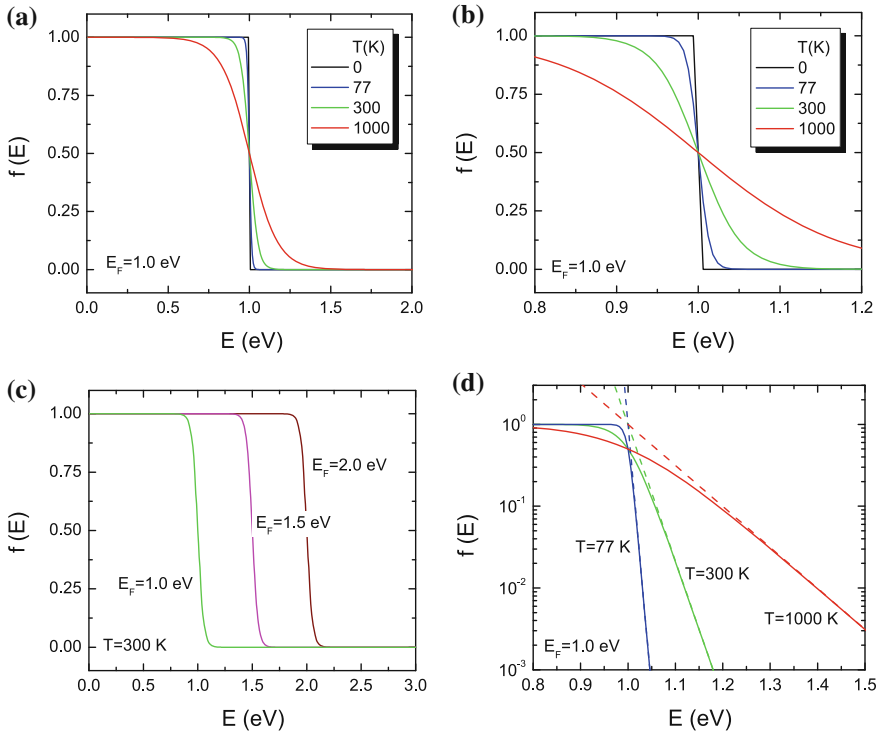 (a)
1.00
0.75
0.50
0.25
0.00
f (E)
T(K)
0
77
300
1000
E_F=1.0 eV
0.0 0.5 1.0 1.5 2.0
E (eV)
(b)
1.00
0.75
0.50
0.25
0.00
f (E)
T(K)
0
77
300
1000
E_F=1.0 eV
0.8 0.9 1.0 1.1 1.2
E (eV)
(c)
1.00
0.75
0.50
0.25
0.00
f (E)
E_F=2.0 eV
E_F=1.5 eV
E_F=1.0 eV
T=300 K
0.0 0.5 1.0 1.5 2.0 2.5 3.0
E (eV)
(d)
10^0
10^-1
10^-2
10^-3
f (E)
T=77 K
T=300 K
T=1000 K
E_F=1.0 eV
0.8 0.9 1.0 1.1 1.2 1.3 1.4 1.5
E (eV)